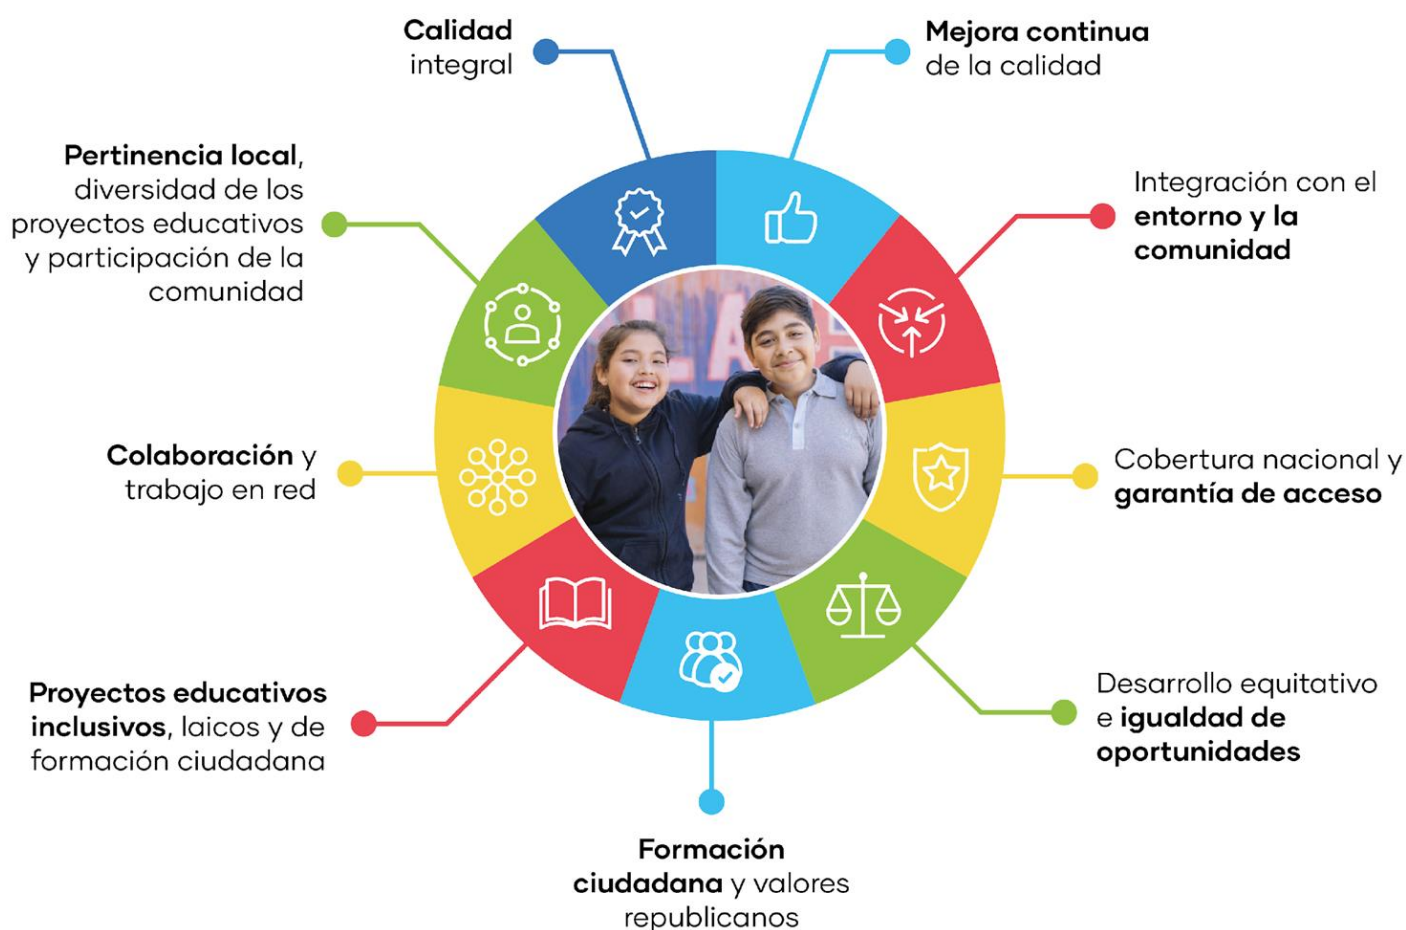 Calidad
integral
Mejora continua
de la calidad
Pertinencia local,
diversidad de los
proyectos educativos
y participación de la
comunidad
Integración con el
entorno y la
comunidad
Colaboración y
trabajo en red
Cobertura nacional y
garantía de acceso
Proyectos educativos
inclusivos, laicos y de
formación ciudadana
Desarrollo equitativo
e igualdad de
oportunidades
Formación
ciudadana y valores
republicanos